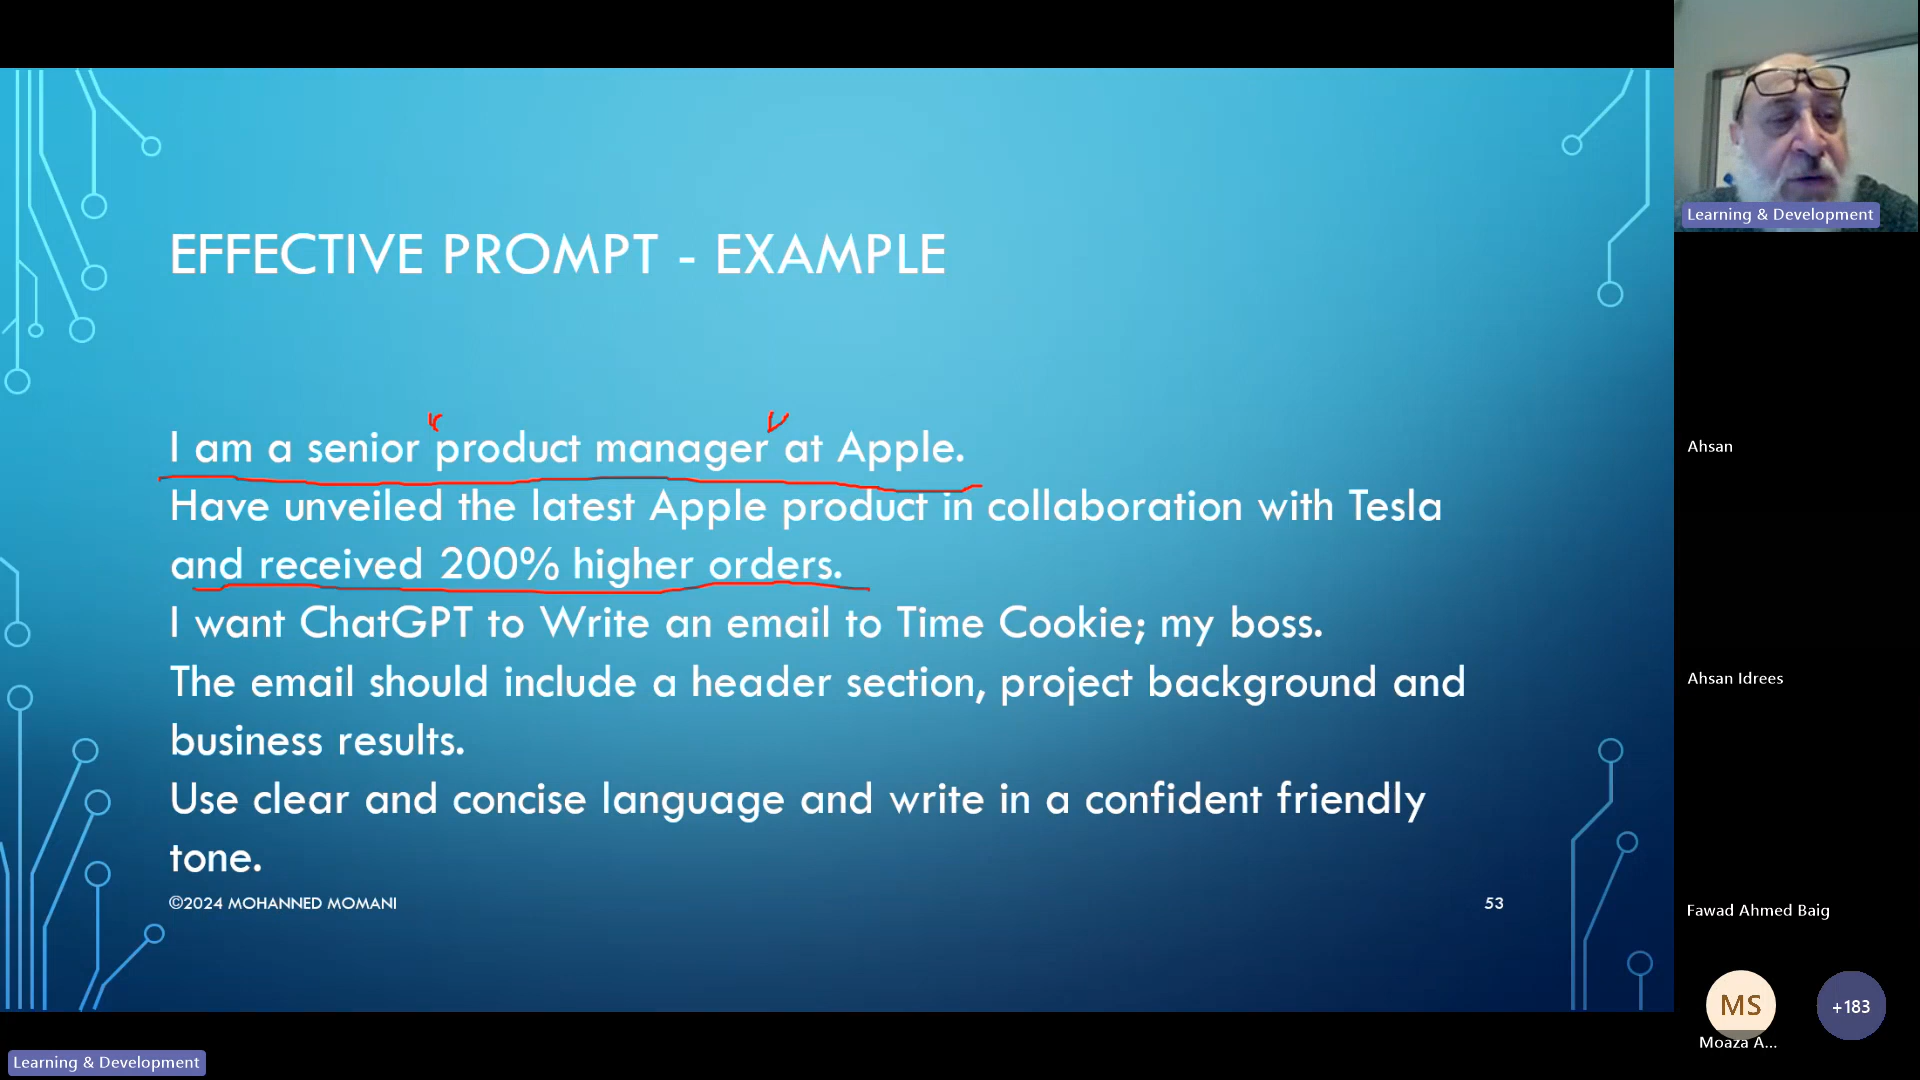 EFFECTIVE PROMPT - EXAMPLE
I am a senior product manager at Apple.
Have unveiled the latest Apple product in collaboration with Tesla
and received 200% higher orders.
I want ChatGPT to Write an email to Time Cookie; my boss.
The email should include a header section, project background and
business results.
Use clear and concise language and write in a confident friendly
tone.
©2024 MOHANNED MOMANI
53
Learning & Development
Ahsan
Ahsan Idrees
Fawad Ahmed Baig
MS
+183
Moaza A...
Learning & Development